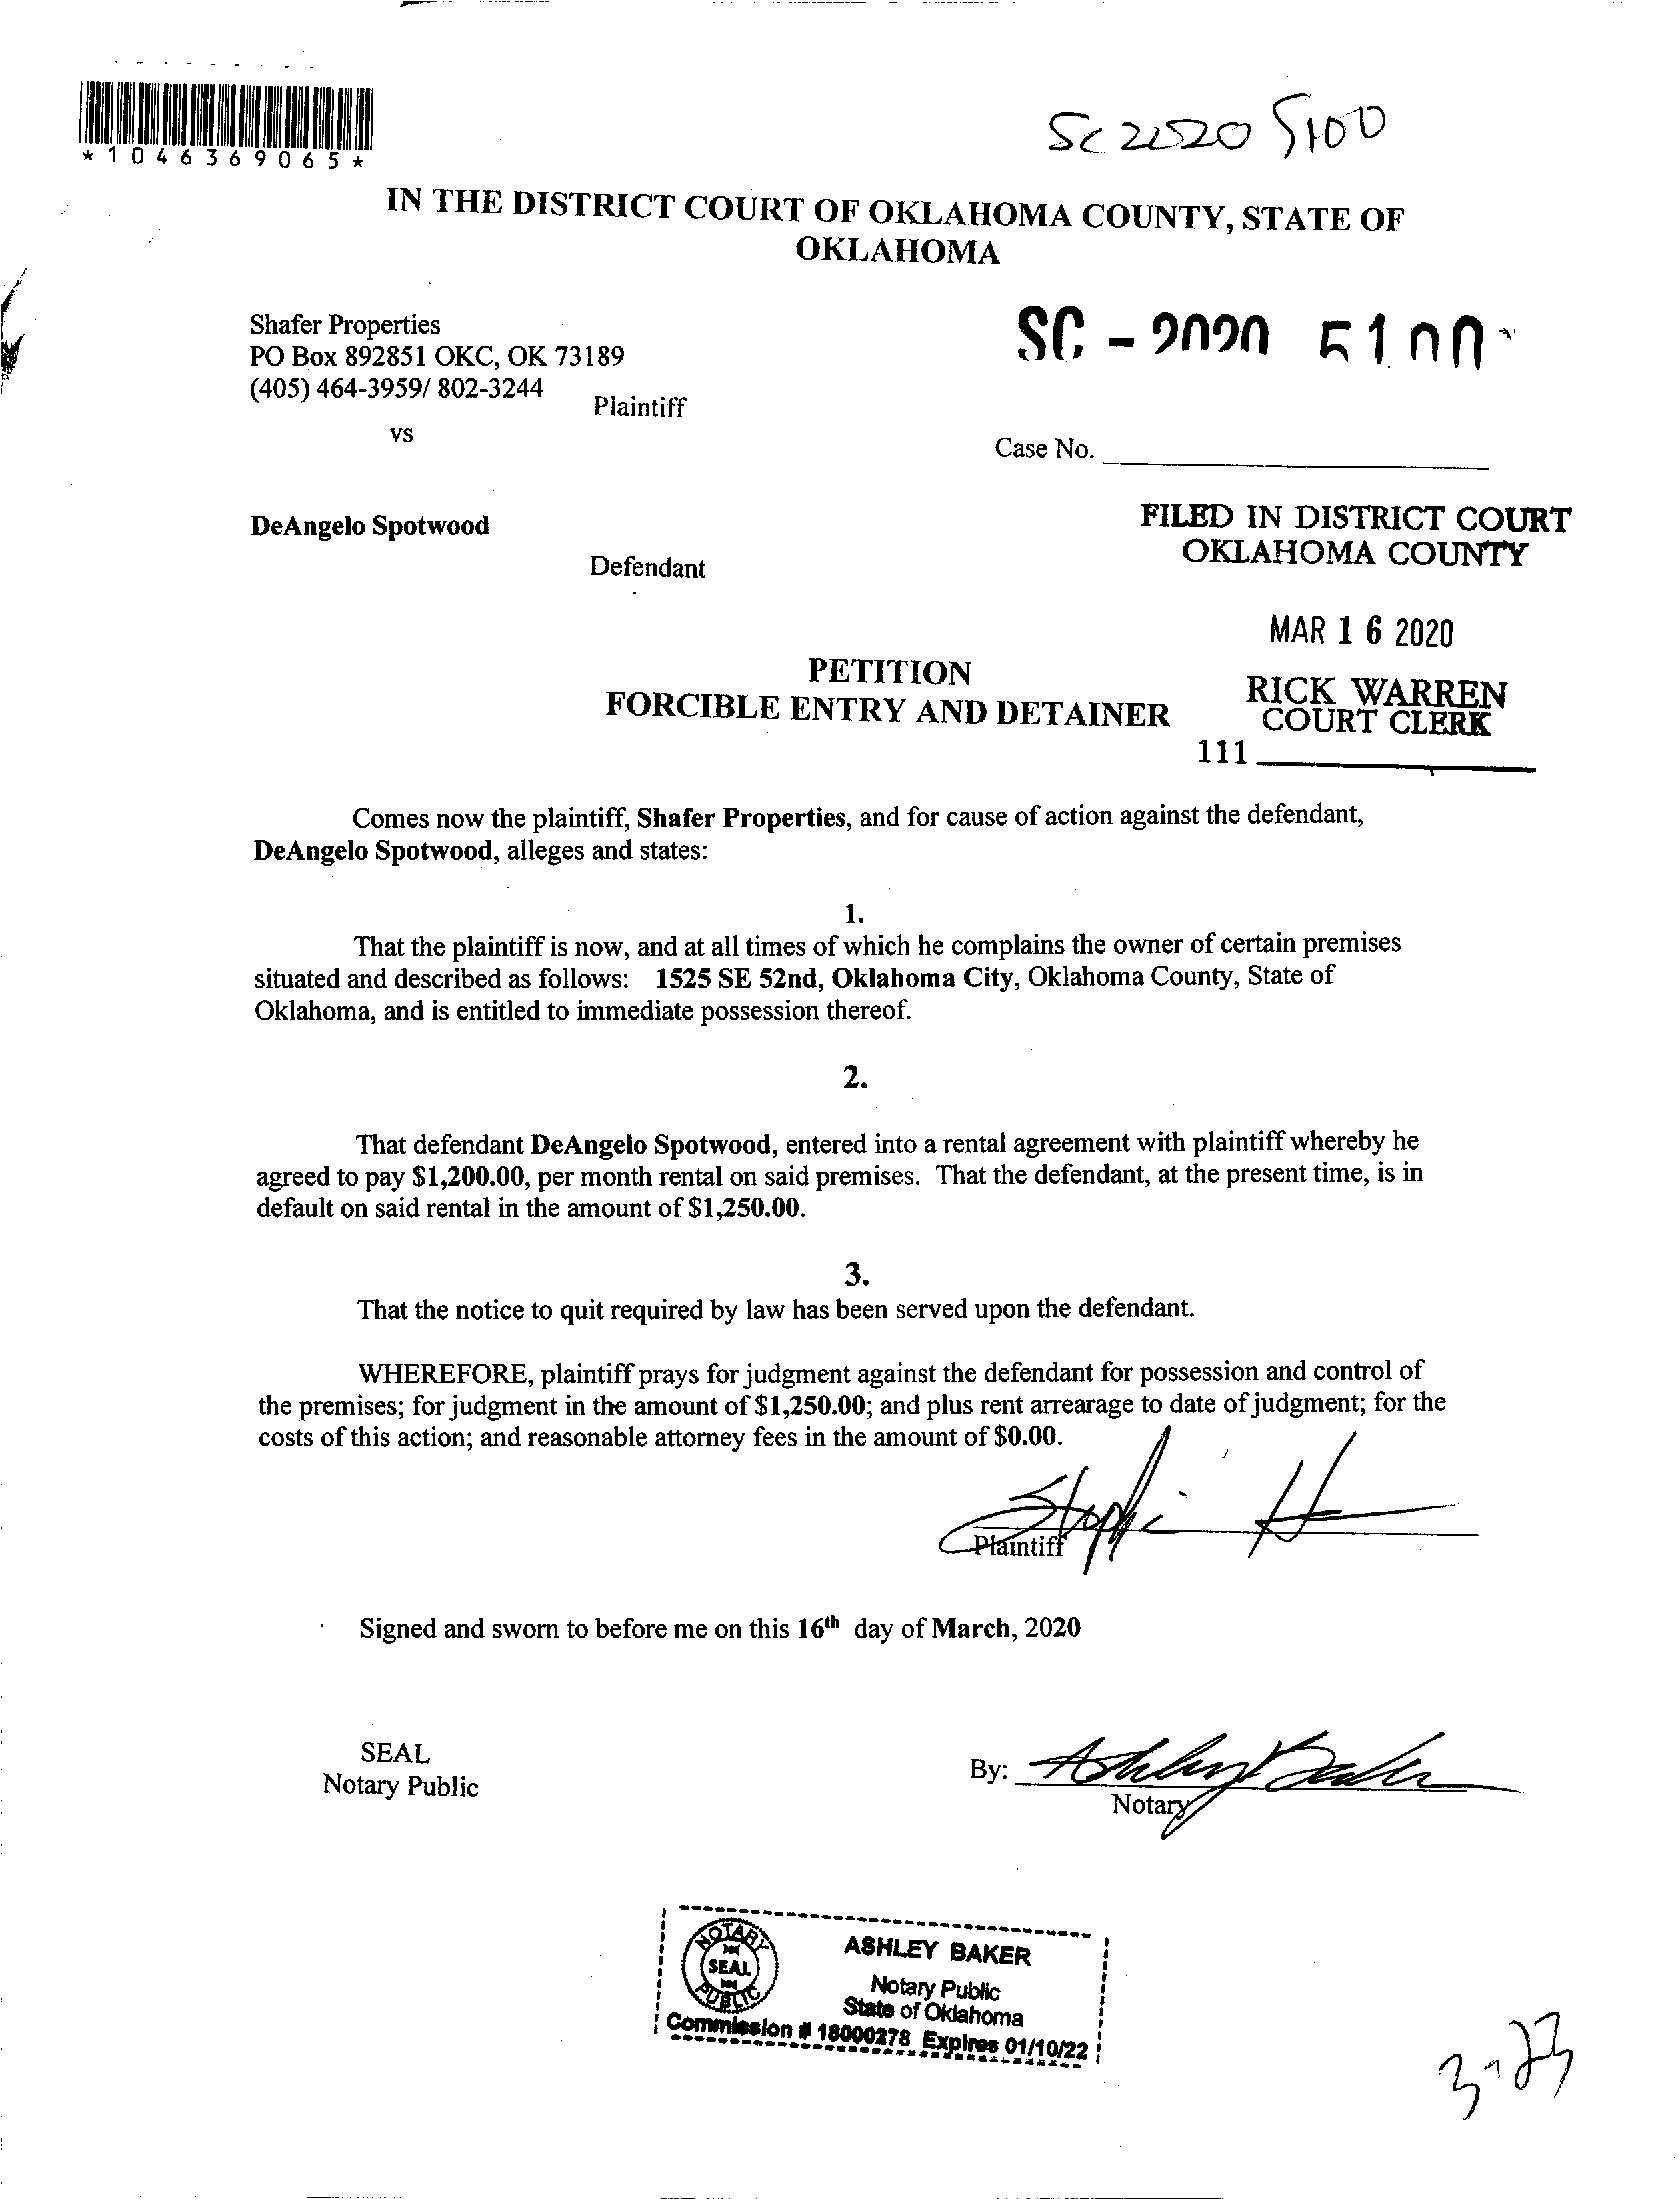 *1046369065*
SC 2020 5100
IN THE DISTRICT COURT OF OKLAHOMA COUNTY, STATE OF
OKLAHOMA
Shafer Properties
PO Box 892851 OKC, OK 73189
(405) 464-3959/ 802-3244
Plaintiff
vs
SC - 2020 5100
Case No.
DeAngelo Spotwood
Defendant
FILED IN DISTRICT COURT
OKLAHOMA COUNTY
MAR 16 2020
RICK WARREN
COURT CLERK
111
PETITION
FORCIBLE ENTRY AND DETAINER
Comes now the plaintiff, Shafer Properties, and for cause of action against the defendant,
DeAngelo Spotwood, alleges and states:
1.
That the plaintiff is now, and at all times of which he complains the owner of certain premises
situated and described as follows: 1525 SE 52nd, Oklahoma City, Oklahoma County, State of
Oklahoma, and is entitled to immediate possession thereof.
2.
That defendant DeAngelo Spotwood, entered into a rental agreement with plaintiff whereby he
agreed to pay $1,200.00, per month rental on said premises. That the defendant, at the present time, is in
default on said rental in the amount of $1,250.00.
3.
That the notice to quit required by law has been served upon the defendant.
WHEREFORE, plaintiff prays for judgment against the defendant for possession and control of
the premises; for judgment in the amount of $1,250.00; and plus rent arrearage to date of judgment; for the
costs of this action; and reasonable attorney fees in the amount of $0.00.
Plaintiff
Signed and sworn to before me on this 16th day of March, 2020
SEAL
Notary Public
By: Ashley Baker
Notary
NOTARY
SEAL
PUBLIC
ASHLEY BAKER
Notary Public
State of Oklahoma
Commission # 18000278 Expires 01/10/22
3-23